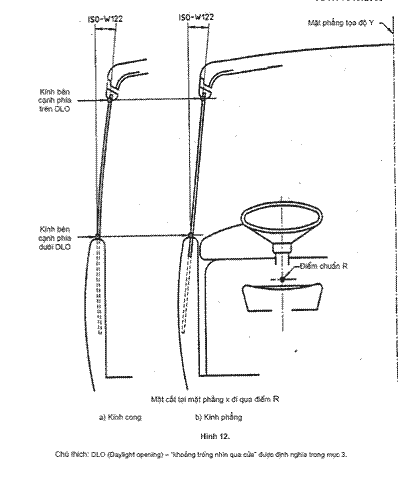 ISO-W122
ISO-W122
Mặt phẳng tọa độ Y
Kính bên
cạnh phía
trên DLO
Kính bên
cạnh phía
dưới DLO
Điểm chuẩn R
Mặt cắt tại mặt phẳng x đi qua điểm R
a) Kính cong
b) Kính phẳng
Hình 12.
Chú thích: DLO (Daylight opening) – "khoảng trống nhìn qua cửa" được định nghĩa trong mục 3.